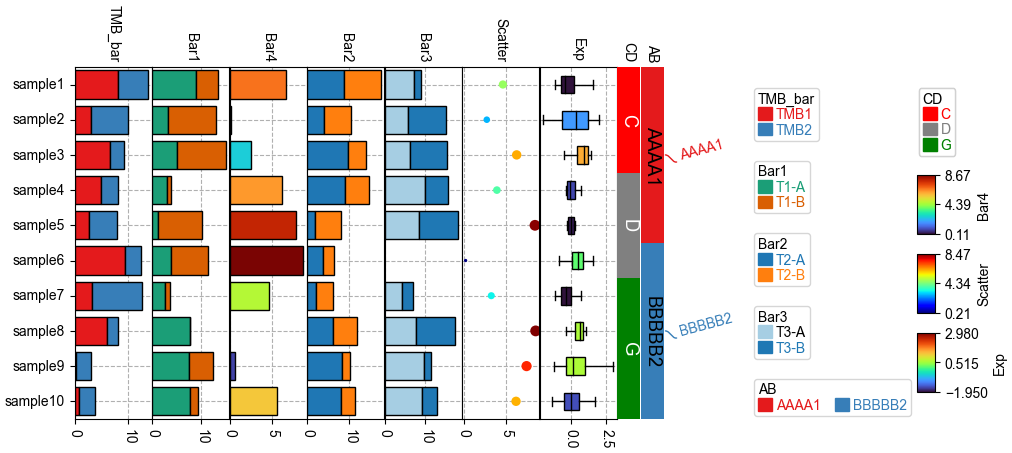 TMB_bar
Bar1
Bar4
Bar2
Bar3
Scatter
Exp
CD
AB
sample1
sample2
sample3
sample4
sample5
sample6
sample7
sample8
sample9
sample10
0 10
0 10
0 5
0 10
0 10
0 5
0.0 2.5
C
D
G
AAAA1
BBBBB2
AAAA1
BBBBB2
TMB_bar
TMB1
TMB2
Bar1
T1-A
T1-B
Bar2
T2-A
T2-B
Bar3
T3-A
T3-B
AB
AAAA1 BBBBB2
CD
C
D
G
8.67
4.39
0.11
Bar4
8.47
4.34
0.21
Scatter
2.980
0.515
−1.950
Exp